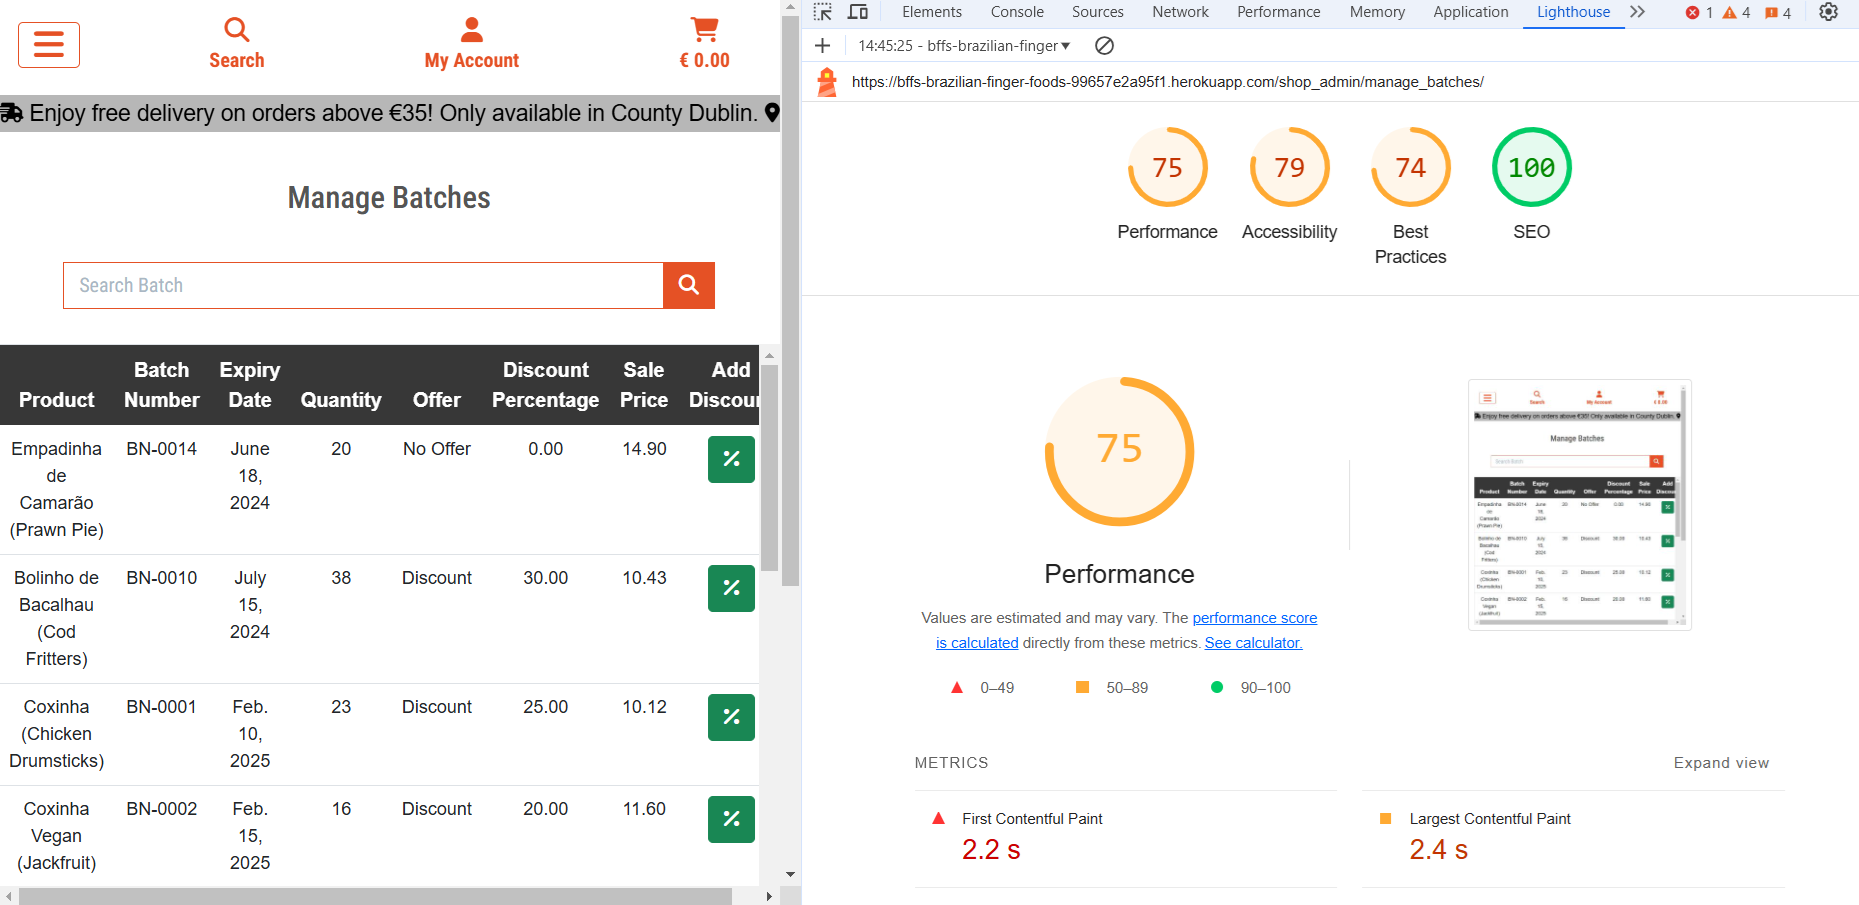 Search
My Account
€ 0.00
Enjoy free delivery on orders above €35! Only available in County Dublin.
Manage Batches
Search Batch
Product
Batch Number
Expiry Date
Quantity
Offer
Discount Percentage
Sale Price
Add Discoun
Empadinha de Camarão (Prawn Pie)
BN-0014
June 18, 2024
20
No Offer
0.00
14.90
%
Bolinho de Bacalhau (Cod Fritters)
BN-0010
July 15, 2024
38
Discount
30.00
10.43
%
Coxinha (Chicken Drumsticks)
BN-0001
Feb. 10, 2025
23
Discount
25.00
10.12
%
Coxinha Vegan (Jackfruit)
BN-0002
Feb. 15, 2025
16
Discount
20.00
11.60
%
Elements Console Sources Network Performance Memory Application Lighthouse 1 4 4
14:45:25 - bffs-brazilian-finger
https://bffs-brazilian-finger-foods-99657e2a95f1.herokuapp.com/shop_admin/manage_batches/
75
Performance
79
Accessibility
74
Best Practices
100
SEO
75
Performance
Values are estimated and may vary. The performance score
is calculated directly from these metrics. See calculator.
0–49
50–89
90–100
METRICS
Expand view
First Contentful Paint
2.2 s
Largest Contentful Paint
2.4 s